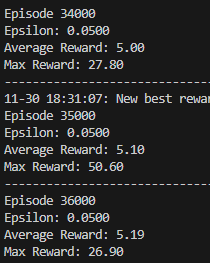 Episode 34000
Epsilon: 0.0500
Average Reward: 5.00
Max Reward: 27.80
--------------------------------
11-30 18:31:07: New best
Episode 35000
Epsilon: 0.0500
Average Reward: 5.10
Max Reward: 50.60
--------------------------------
Episode 36000
Epsilon: 0.0500
Average Reward: 5.19
Max Reward: 26.90